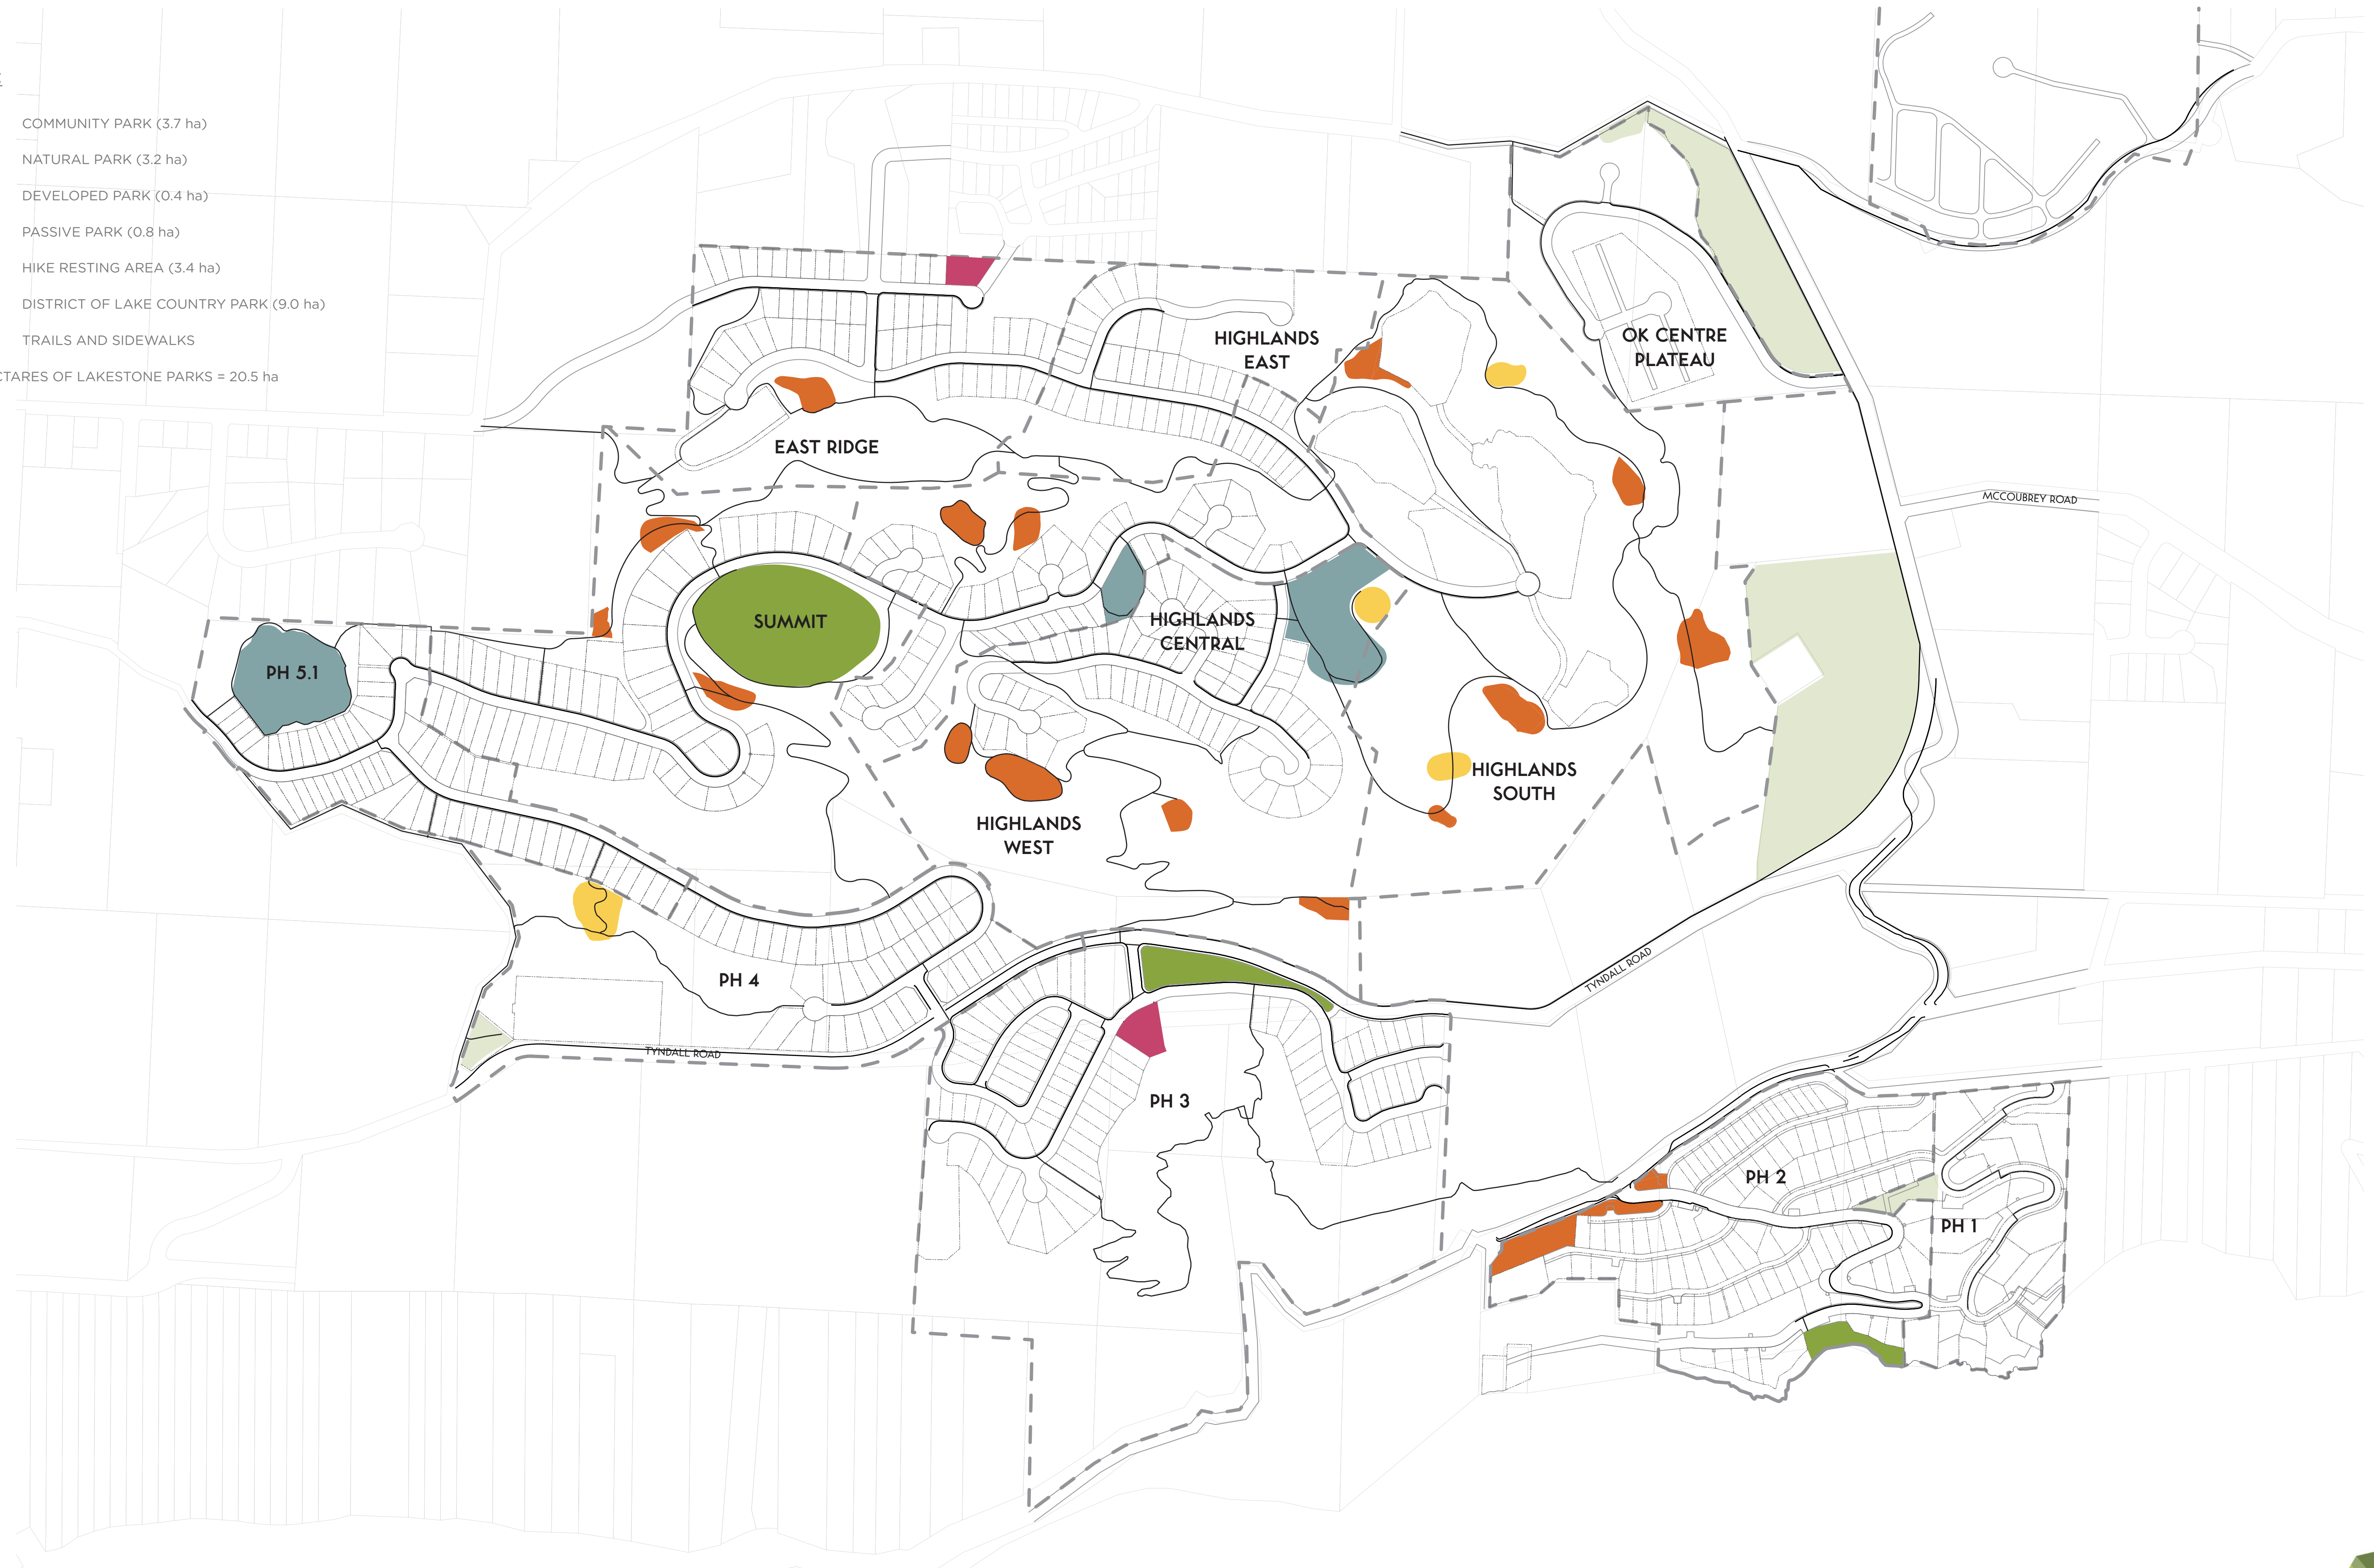 COMMUNITY PARK (3.7 ha)
NATURAL PARK (3.2 ha)
DEVELOPED PARK (0.4 ha)
PASSIVE PARK (0.8 ha)
HIKE RESTING AREA (3.4 ha)
DISTRICT OF LAKE COUNTRY PARK (9.0 ha)
TRAILS AND SIDEWALKS
CTARES OF LAKESTONE PARKS = 20.5 ha
HIGHLANDS
EAST
OK CENTRE
PLATEAU
EAST RIDGE
MCCOUBREY ROAD
SUMMIT
HIGHLANDS
CENTRAL
PH 5.1
HIGHLANDS
SOUTH
HIGHLANDS
WEST
PH 4
TYNDALL ROAD
TYNDALL ROAD
PH 3
PH 2
PH 1